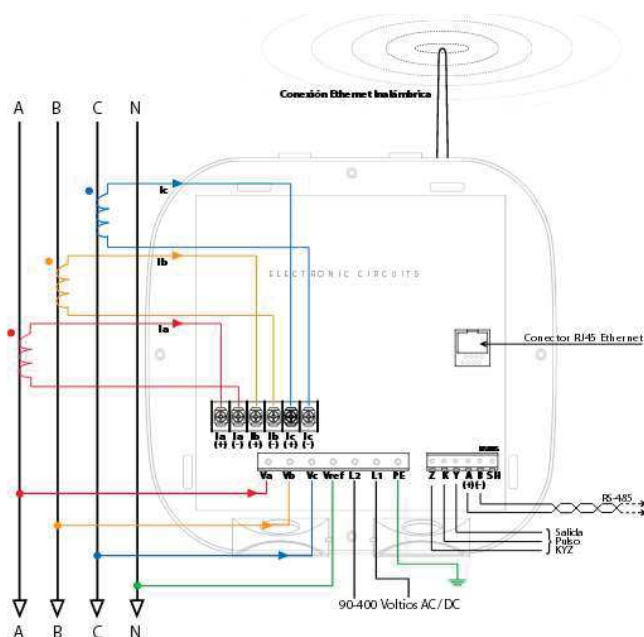 Conexión Ethernet Inalámbrica
A B C N
Ic
Ib
Ia
ELECTRONIC CIRCUITS
Conector RJ45 Ethernet
Ia Ia Ib Ib Ic Ic
(+) (-) (+) (-) (+) (-)
Va Vb Vc Vref L2 L1 PE
Z K Y A B SH
(+) (-)
RS-485
Salida
Pulso
KYZ
90-400 Voltios AC/DC
A B C N